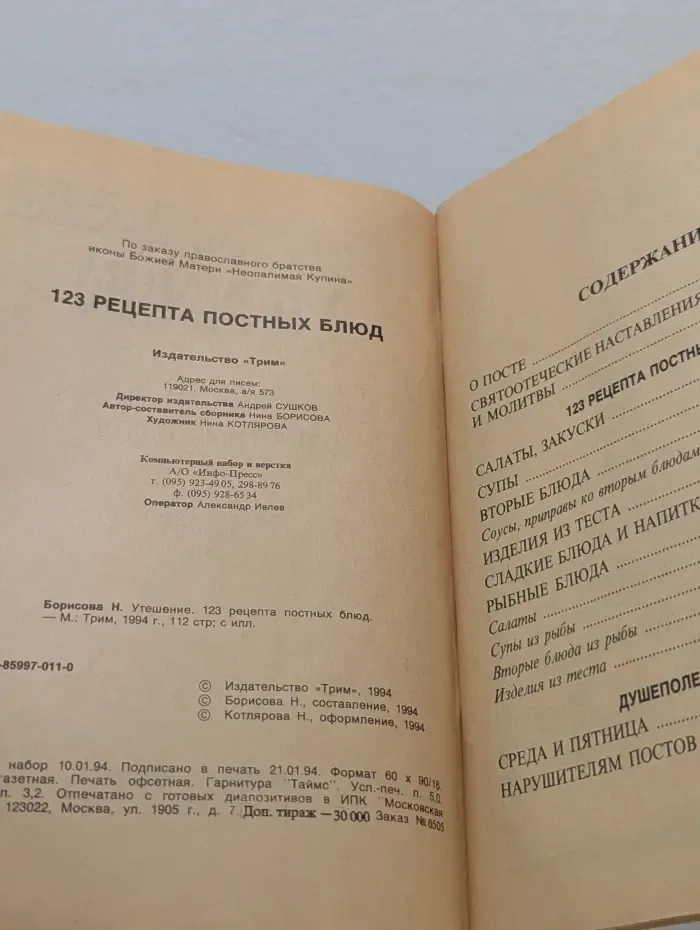 По заказу православного братства
иконы Божией Матери «Неопалимая Купина»
123 РЕЦЕПТА ПОСТНЫХ БЛЮД
Издательство «Трим»
Адрес для писем:
119021, Москва, а/я 573
Директор издательства Андрей СУШКОВ
Автор-составитель сборника Нина БОРИСОВА
Художник Нина КОТЛЯРОВА
Компьютерный набор и верстка
А/О «Инфо-Пресс»
т. (095) 923-49 05, 298-89 76
ф. (095) 928-65 34
Оператор Александр Ивлев
Борисова Н. Утешение. 123 рецепта постных блюд.
— М.: Трим, 1994 г., 112 стр; с илл.
-85997-011-0
© Издательство «Трим», 1994
© Борисова Н., составление, 1994
© Котлярова Н., оформление, 1994
набор 10.01.94. Подписано в печать 21.01.94. Формат 60 x 90/16.
газетная. Печать офсетная. Гарнитура "Таймс". Усл.-печ. л. 5,0.
л. 3,2. Отпечатано с готовых диапозитивов в ИПК "Московская
123022, Москва, ул. 1905 г., д. 7. Доп. тираж — 30 000 Заказ № 0505
СОДЕРЖАНИ
О ПОСТЕ
СВЯТООТЕЧЕСКИЕ НАСТАВЛЕНИЯ
И МОЛИТВЫ
123 РЕЦЕПТА ПОСТН
САЛАТЫ, ЗАКУСКИ
СУПЫ
ВТОРЫЕ БЛЮДА
Соусы, приправы ко вторым блюдам
ИЗДЕЛИЯ ИЗ ТЕСТА
СЛАДКИЕ БЛЮДА И НАПИТК
РЫБНЫЕ БЛЮДА
Салаты
Супы из рыбы
Вторые блюда из рыбы
Изделия из теста
ДУШЕПОЛЕ
СРЕДА И ПЯТНИЦА
НАРУШИТЕЛЯМ ПОСТОВ